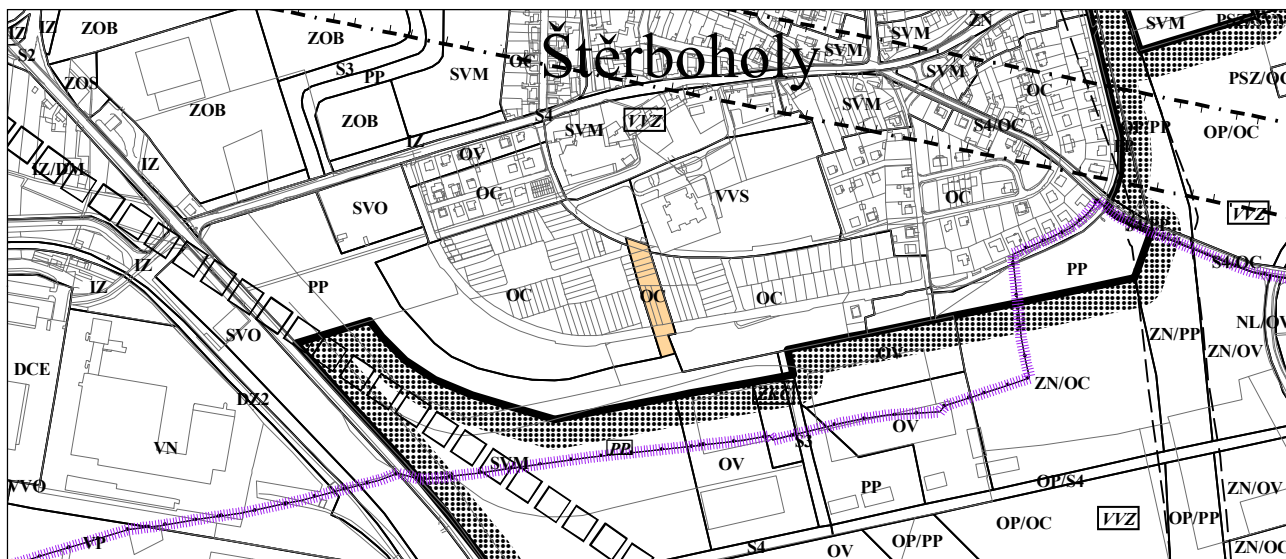 IZ
IZ
ZOB
S2
ZOS
ZOB
ZOB
S3
PP
ZOB
SVM
OC
Štěrboholy
SVM
SVM
ZN
SVM
OC
SVM
PSZ/OC
OP/PP
OP/OC
IZ/DM
IZ
IZ
S4
SVM
VVZ
SVM
S4/OC
OV
OC
SVO
VVS
OC
VVZ
S4/OC
IZ
IZ
PP
OC
OC
OC
PP
SVO
DCE
DZ2
VN
VVO
VP
SVM
PP
OV
OV
S3
OV
PP
ZN/OC
ZN/PP
NL/OV
ZN/OV
S4
OV
OP/PP
OP/S4
OP/OC
VVZ
OP/PP
ZN/OV
ZN/OC